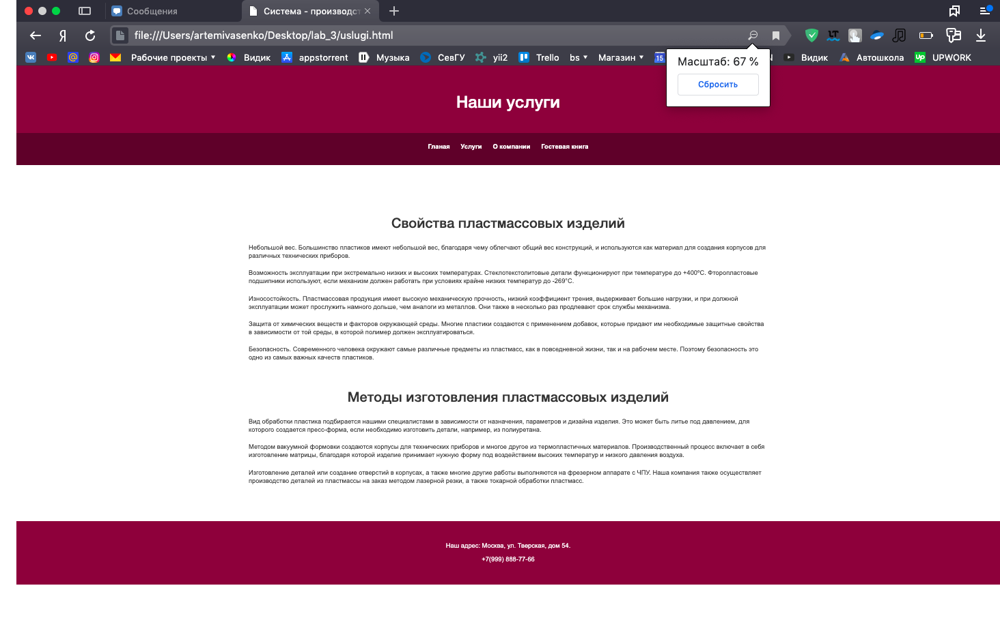 Сообщения
Система - производст
Я
file:///Users/artemivasenko/Desktop/lab_3/uslugi.html
Рабочие проекты
Видик
appstorrent
Музыка
СевГУ
yii2
Trello
bs
Магазин
15
Видик
Автошкола
UPWORK
Масштаб: 67 %
Сбросить
Наши услуги
Гланая Услуги О компании Гостевая книга
Свойства пластмассовых изделий
Небольшой вес. Большинство пластиков имеют небольшой вес, благодаря чему облегчают общий вес конструкций, и используются как материал для создания корпусов для
различных технических приборов.
Возможность эксплуатации при экстремально низких и высоких температурах. Стеклотекстолитовые детали функционируют при температуре до +400°С. Фторопластовые
подшипники используют, если механизм должен работать при условиях крайне низких температур до -269°С.
Износостойкость. Пластмассовая продукция имеет высокую механическую прочность, низкий коэффициент трения, выдерживает большие нагрузки, и при должной
эксплуатации может прослужить намного дольше, чем аналоги из металлов. Они также в несколько раз продлевают срок службы механизма.
Защита от химических веществ и факторов окружающей среды. Многие пластики создаются с применением добавок, которые придают им необходимые защитные свойства
в зависимости от той среды, в которой полимер должен эксплуатироваться.
Безопасность. Современного человека окружают самые различные предметы из пластмасс, как в повседневной жизни, так и на рабочем месте. Поэтому безопасность это
одно из самых важных качеств пластиков.
Методы изготовления пластмассовых изделий
Вид обработки пластика подбирается нашими специалистами в зависимости от назначения, параметров и дизайна изделия. Это может быть литье под давлением, для
которого создается пресс-форма, если необходимо изготовить детали, например, из полиуретана.
Методом вакуумной формовки создаются корпусы для технических приборов и многое другое из термопластичных материалов. Производственный процесс включает в себя
изготовление матрицы, благодаря которой изделие принимает нужную форму под воздействием высоких температур и низкого давления воздуха.
Изготовление деталей или создание отверстий в корпусах, а также многие другие работы выполняются на фрезерном аппарате с ЧПУ. Наша компания также осуществляет
производство деталей из пластмассы на заказ методом лазерной резки, а также токарной обработки пластмасс.
Наш адрес: Москва, ул. Тверская, дом 54.
+7(999) 888-77-66